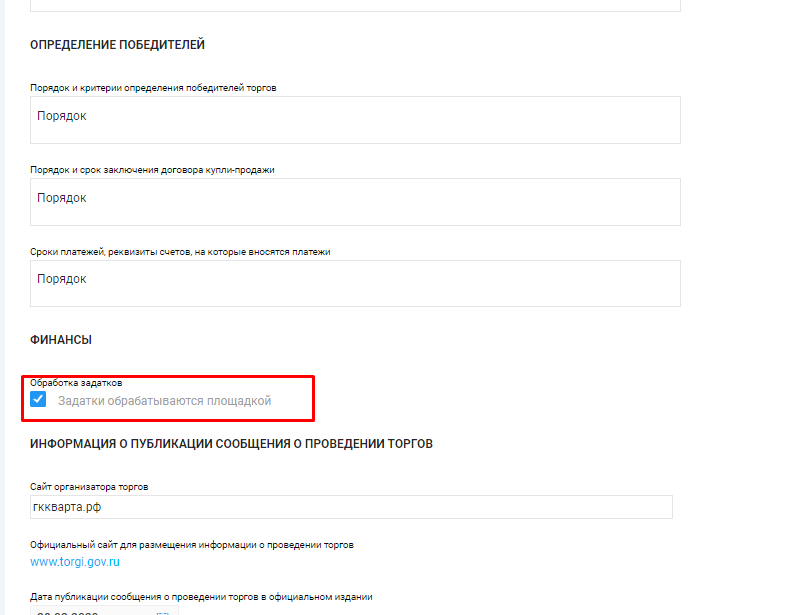 ОПРЕДЕЛЕНИЕ ПОБЕДИТЕЛЕЙ
Порядок и критерии определения победителей торгов
Порядок
Порядок и срок заключения договора купли-продажи
Порядок
Сроки платежей, реквизиты счетов, на которые вносятся платежи
Порядок
ФИНАНСЫ
Обработка задатков
Задатки обрабатываются площадкой
ИНФОРМАЦИЯ О ПУБЛИКАЦИИ СООБЩЕНИЯ О ПРОВЕДЕНИИ ТОРГОВ
Сайт организатора торгов
гккварта.рф
Официальный сайт для размещения информации о проведении торгов
www.torgi.gov.ru
Дата публикации сообщения о проведении торгов в официальном издании